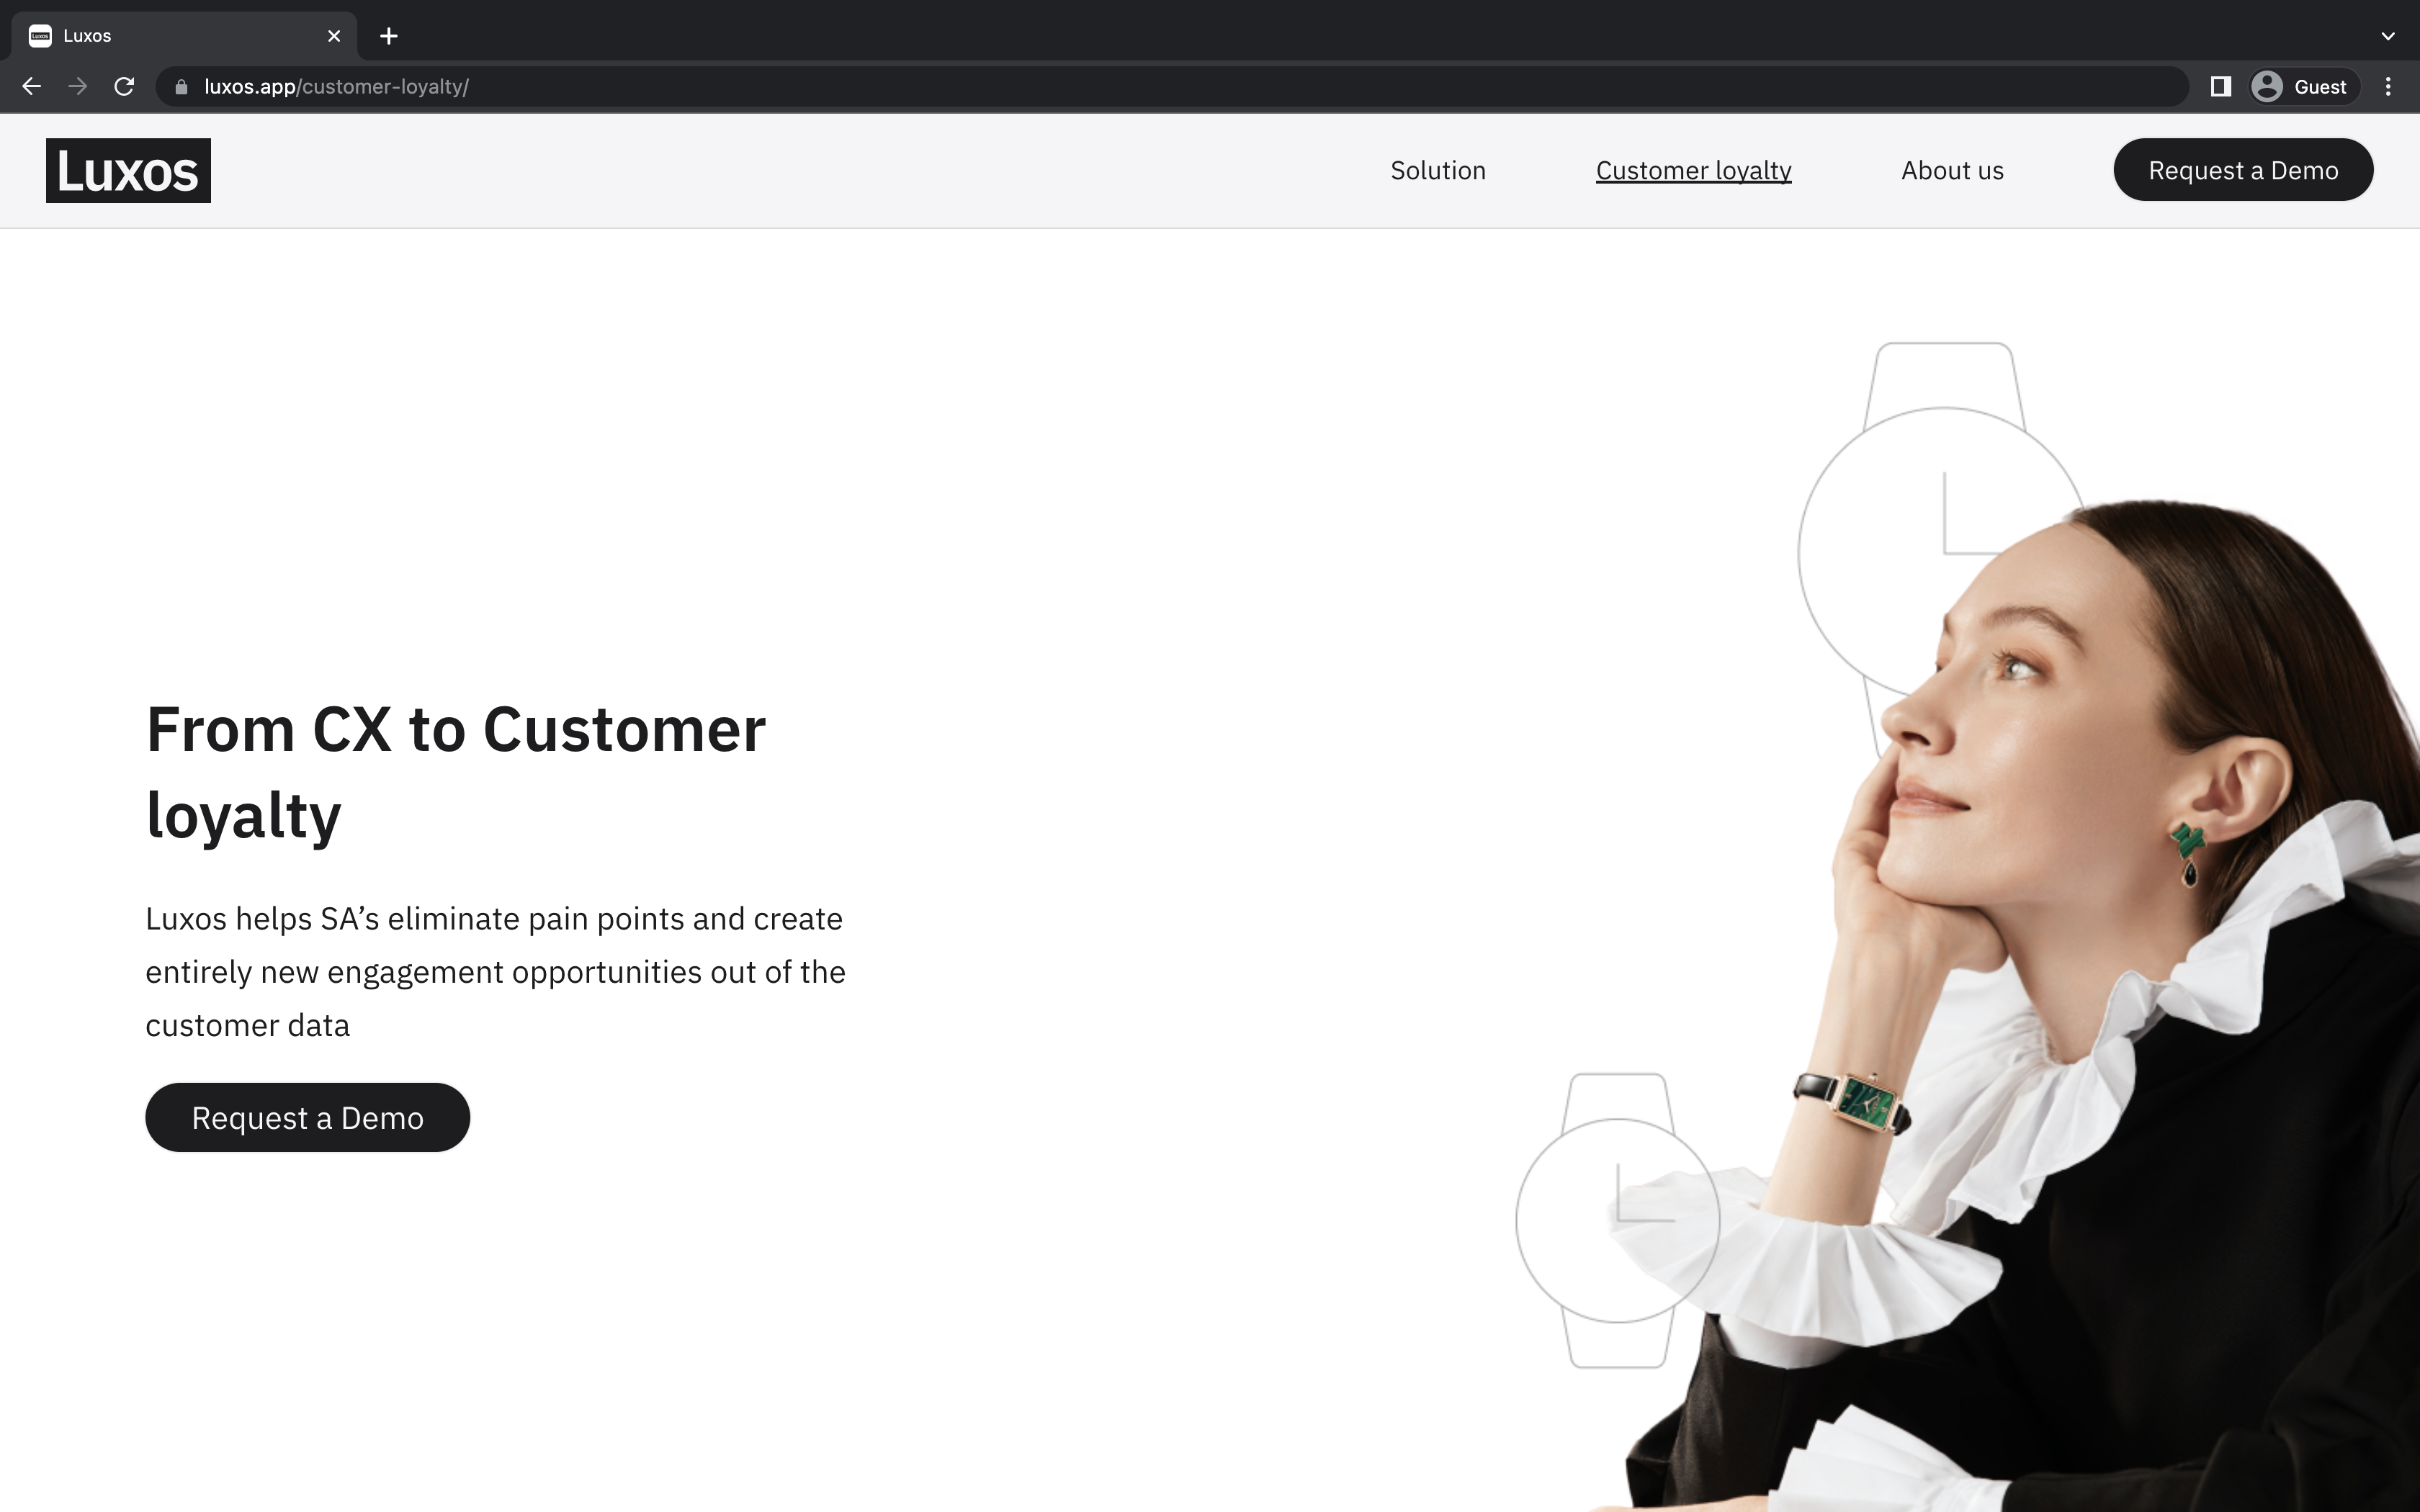 Luxos
luxos.app/customer-loyalty/
Guest
Luxos
Solution
Customer loyalty
About us
Request a Demo
From CX to Customer
loyalty
Luxos helps SA’s eliminate pain points and create
entirely new engagement opportunities out of the
customer data
Request a Demo